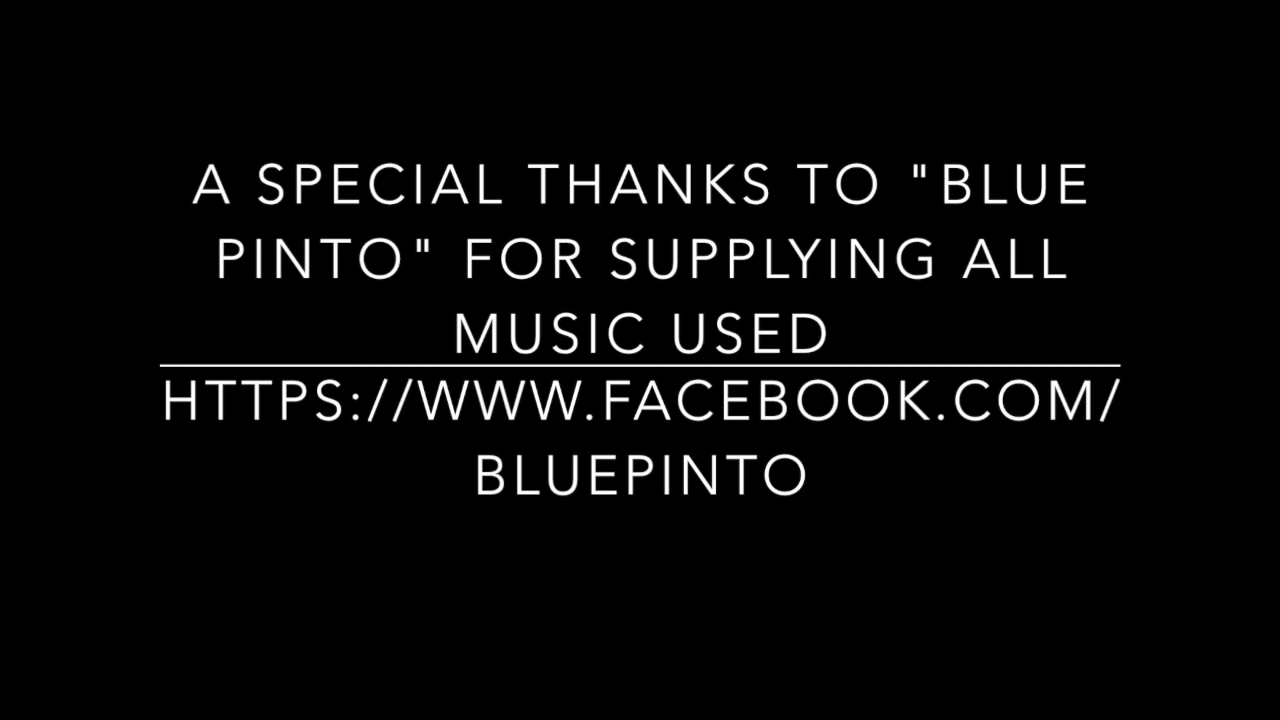 A SPECIAL THANKS TO "BLUE
PINTO" FOR SUPPLYING ALL
MUSIC USED
HTTPS://WWW.FACEBOOK.COM/
BLUEPINTO